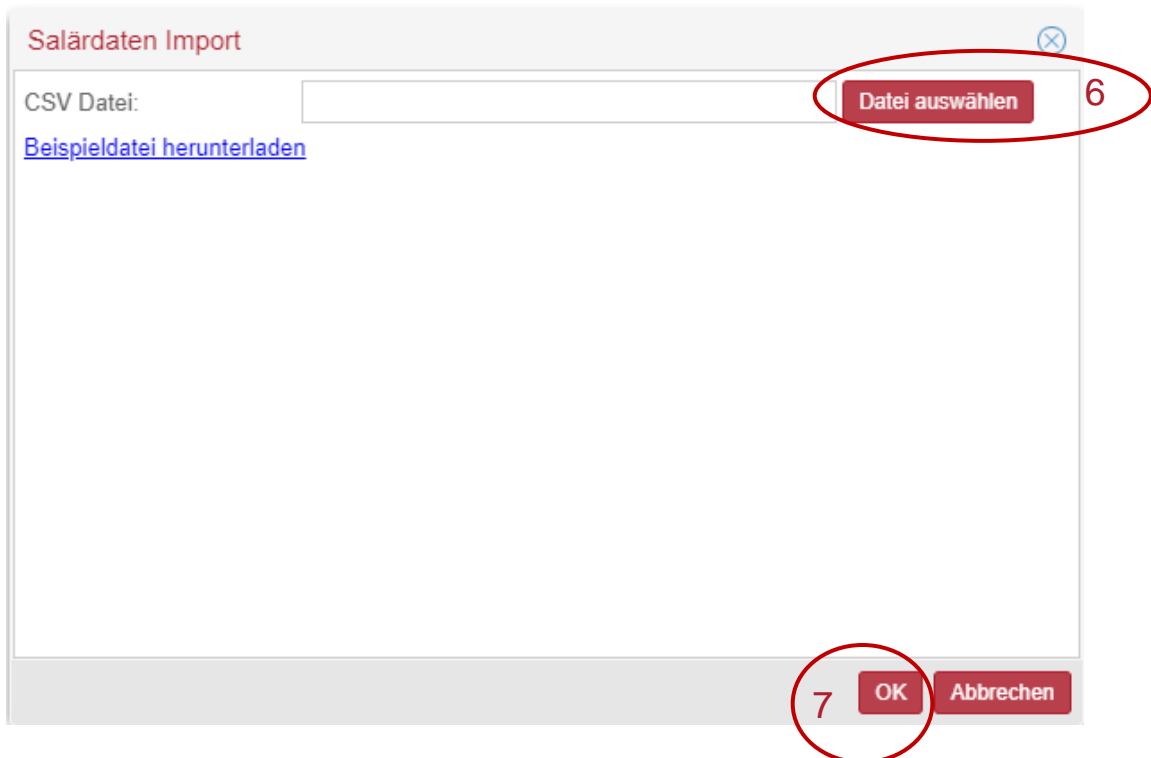 Salärdaten Import
CSV Datei: Datei auswählen 6
Beispieldatei herunterladen
7 OK Abbrechen